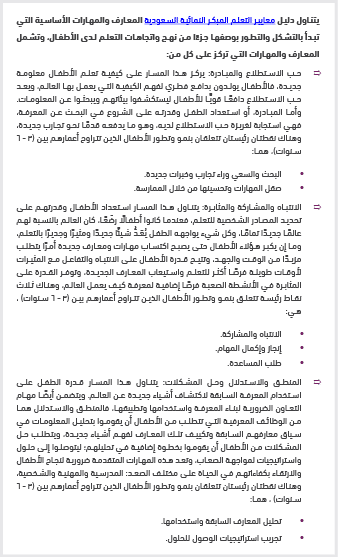 يتناول دليل معايير التعلم المبكر النمائية السعودية المعارف والمهارات الأساسية التي
تبدأ بالتشكل والتطور بوصفها جزءًا من نهج واتجاهات التعلم لدى الأطفال، وتشمل
المعارف والمهارات التي تركز على كل من:
حب الاستطلاع والمبادرة: يركز هذا المسار على كيفية تعلم الأطفال معلومة
جديدة، فالأطفال يولدون بدافع فطري لفهم الكيفية التي يعمل بها العالم، ويعد
حب الاستطلاع دافعًا قويًّا للأطفال ليستكشفوا بيئاتهم ويبحثوا عن المعلومات.
وأما المبادرة، أو استعداد الطفل وقدرته على الشروع في البحث عن المعرفة،
فهي استجابة لغريزة حب الاستطلاع لديه، وهو ما يدفعه قدمًا نحو تجارب جديدة،
وهناك نقطتان رئيستان تتعلقان بنمو وتطور الأطفال الذين تتراوح أعمارهم بين (٣ – ٦
سنوات)، هما:
البحث والسعي وراء تجارب وخبرات جديدة.
صقل المهارات وتحسينها من خلال الممارسة.
الانتباه والمشاركة والمثابرة: يتناول هذا المسار استعداد الأطفال وقدرتهم على
تحديد المصادر الشخصية للتعلم، فعندما كانوا أطفالًا رضّعًا، كان العالم بالنسبة لهم
عالمًا جديدًا تمامًا، وكل شيء يواجهه الطفل يُعَدُّ شيئًا جديدًا ومثيرًا وجديرًا بالتعلم،
وما إن يكبر هؤلاء الأطفال حتى يصبح اكتساب مهارات ومعارف جديدة أمرًا يتطلب
مزيدًا من الوقت والجهد، وتتيح قدرة الأطفال على الانتباه والتفاعل مع المثيرات
لأوقات طويلة فرصًا أكثر للتعلم واستيعاب المعارف الجديدة، وتوفر القدرة على
المثابرة في الأنشطة الصعبة فرصًا إضافية لمعرفة كيف يعمل العالم، وهناك ثلاث
نقاط رئيسة تتعلق بنمو وتطور الأطفال الذين تتراوح أعمارهم بين (٣ – ٦ سنوات) ،
هي:
الانتباه والمشاركة.
إنجاز وإكمال المهام.
طلب المساعدة.
المنطق والاستدلال وحل المشكلات: يتناول هذا المسار قدرة الطفل على
استخدام المعرفة السابقة لاكتشاف أشياء جديدة عن العالم، ويتضمن أيضًا مهام
التعاون الضرورية لبناء المعرفة واستخدامها وتطبيقها، فالمنطق والاستدلال هما
من الوظائف المعرفية التي تتطلب من الأطفال أن يقوموا بتحليل المعلومات في
سياق معارفهم السابقة وتكييف تلك المعارف لفهم أشياء جديدة، ويتطلب حل
المشكلات من الأطفال أن يقوموا بخطوة إضافية في تحليلهم؛ ليتوصلوا إلى حلول
واستراتيجيات لمواجهة الصعاب، وتعد هذه المهارات المتقدمة ضرورية لنجاح الأطفال
والارتقاء بكفاءاتهم في الحياة على مختلف الصعد: المدرسية والمهنية والشخصية،
وهناك نقطتان رئيستان تتعلقان بنمو وتطور الأطفال الذين تتراوح أعمارهم بين (٣ – ٦
سنوات) ، هما:
تحليل المعارف السابقة واستخدامها.
تجريب استراتيجيات الوصول للحلول.